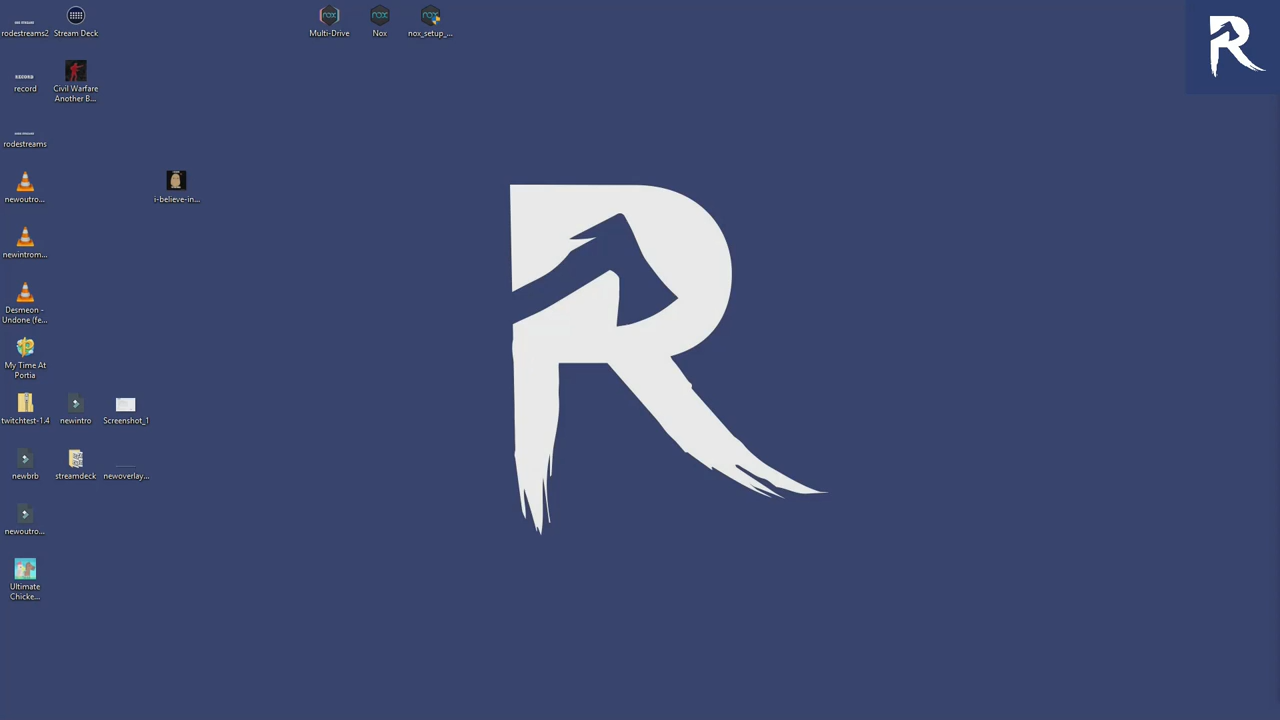 rodestreams2
Stream Deck
Multi-Drive
Nox
nox_setup_...
record
Civil Warfare
Another B...
rodestreams
newoutro...
i-believe-in...
newintrom...
Desmeon -
Undone (fe...
My Time At
Portia
twitchtest-1.4
newintro
Screenshot_1
newbrb
streamdeck
newoverlay...
newoutro...
Ultimate
Chicke...
R
R